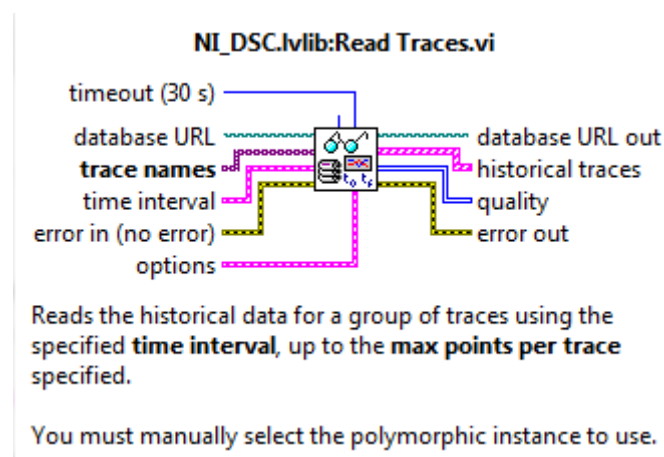 NI_DSC.lvlib:Read Traces.vi
timeout (30 s)
database URL
database URL out
trace names
historical traces
time interval
quality
error in (no error)
error out
options
Reads the historical data for a group of traces using the
specified time interval, up to the max points per trace
specified.
You must manually select the polymorphic instance to use.